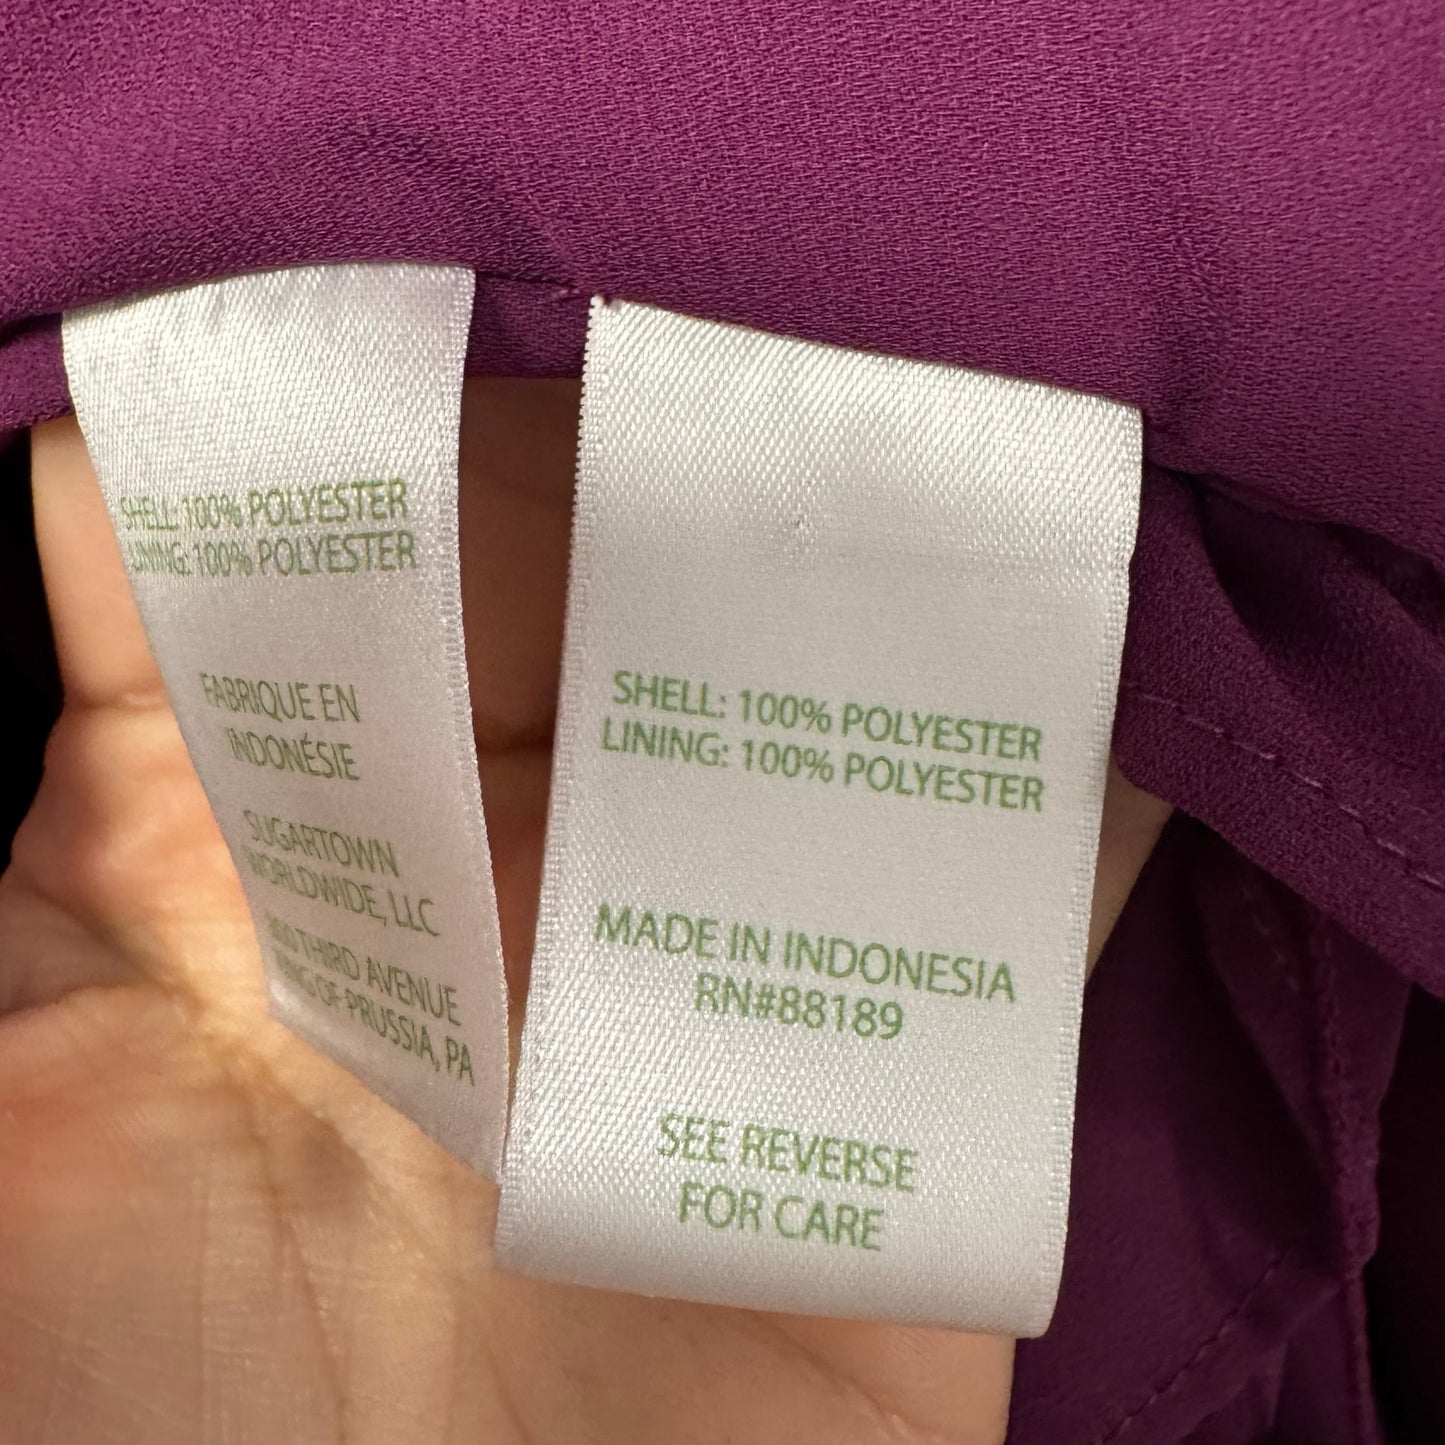 SHELL: 100% POLYESTER
LINING: 100% POLYESTER
FABRIQUE EN
INDONÉSIE
SUGARTOWN
WORLDWIDE, LLC
THIRD AVENUE
KING OF PRUSSIA, PA
SHELL: 100% POLYESTER
LINING: 100% POLYESTER
MADE IN INDONESIA
RN#88189
SEE REVERSE
FOR CARE